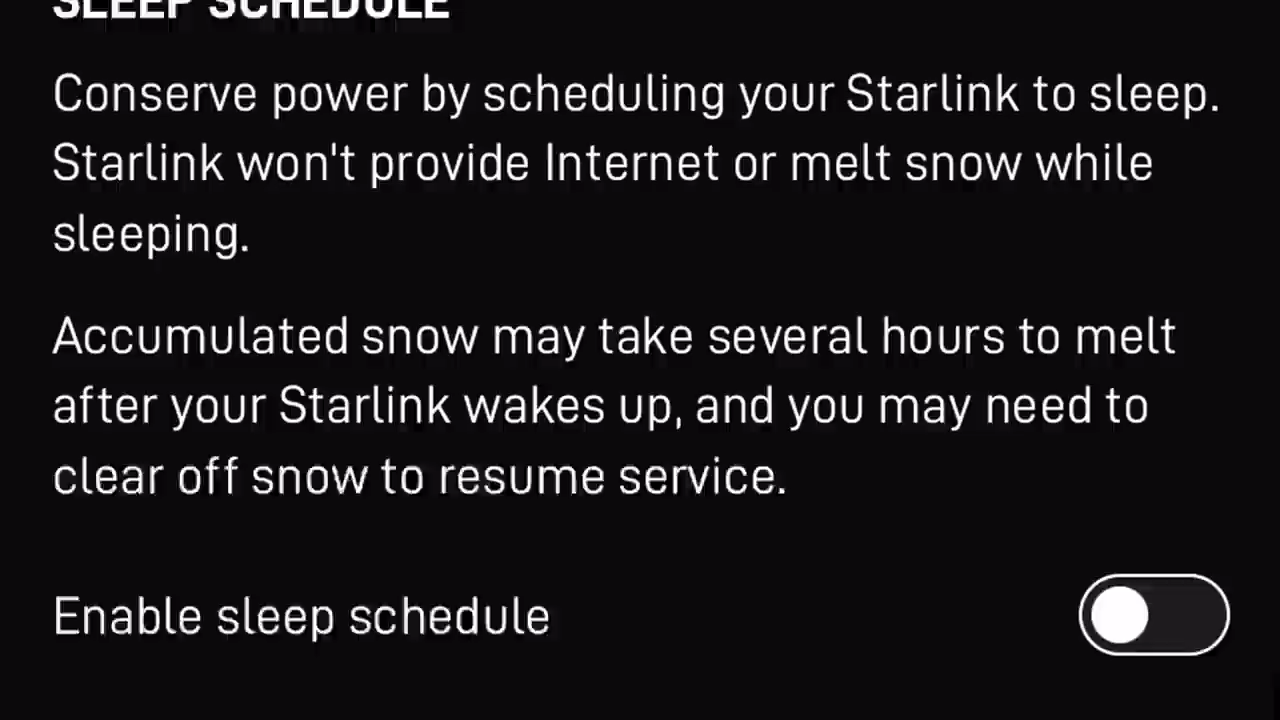 SLEEP SCHEDULE
Conserve power by scheduling your Starlink to sleep.
Starlink won't provide Internet or melt snow while
sleeping.
Accumulated snow may take several hours to melt
after your Starlink wakes up, and you may need to
clear off snow to resume service.
Enable sleep schedule